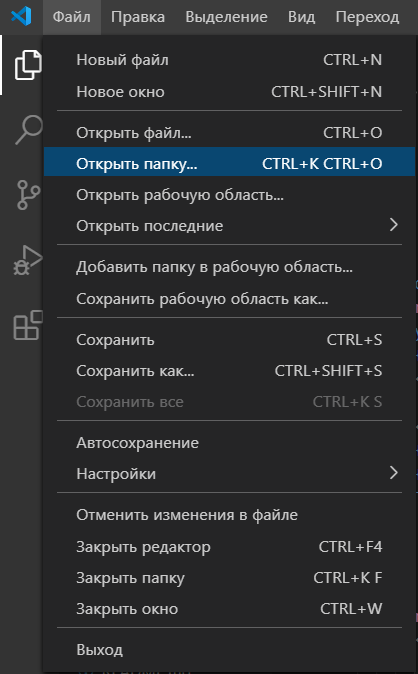 Файл Правка Выделение Вид Переход
Новый файл CTRL+N
Новое окно CTRL+SHIFT+N
Открыть файл... CTRL+O
Открыть папку... CTRL+K CTRL+O
Открыть рабочую область...
Открыть последние
Добавить папку в рабочую область...
Сохранить рабочую область как...
Сохранить CTRL+S
Сохранить как... CTRL+SHIFT+S
Сохранить все CTRL+K S
Автосохранение
Настройки
Отменить изменения в файле
Закрыть редактор CTRL+F4
Закрыть папку CTRL+K F
Закрыть окно CTRL+W
Выход